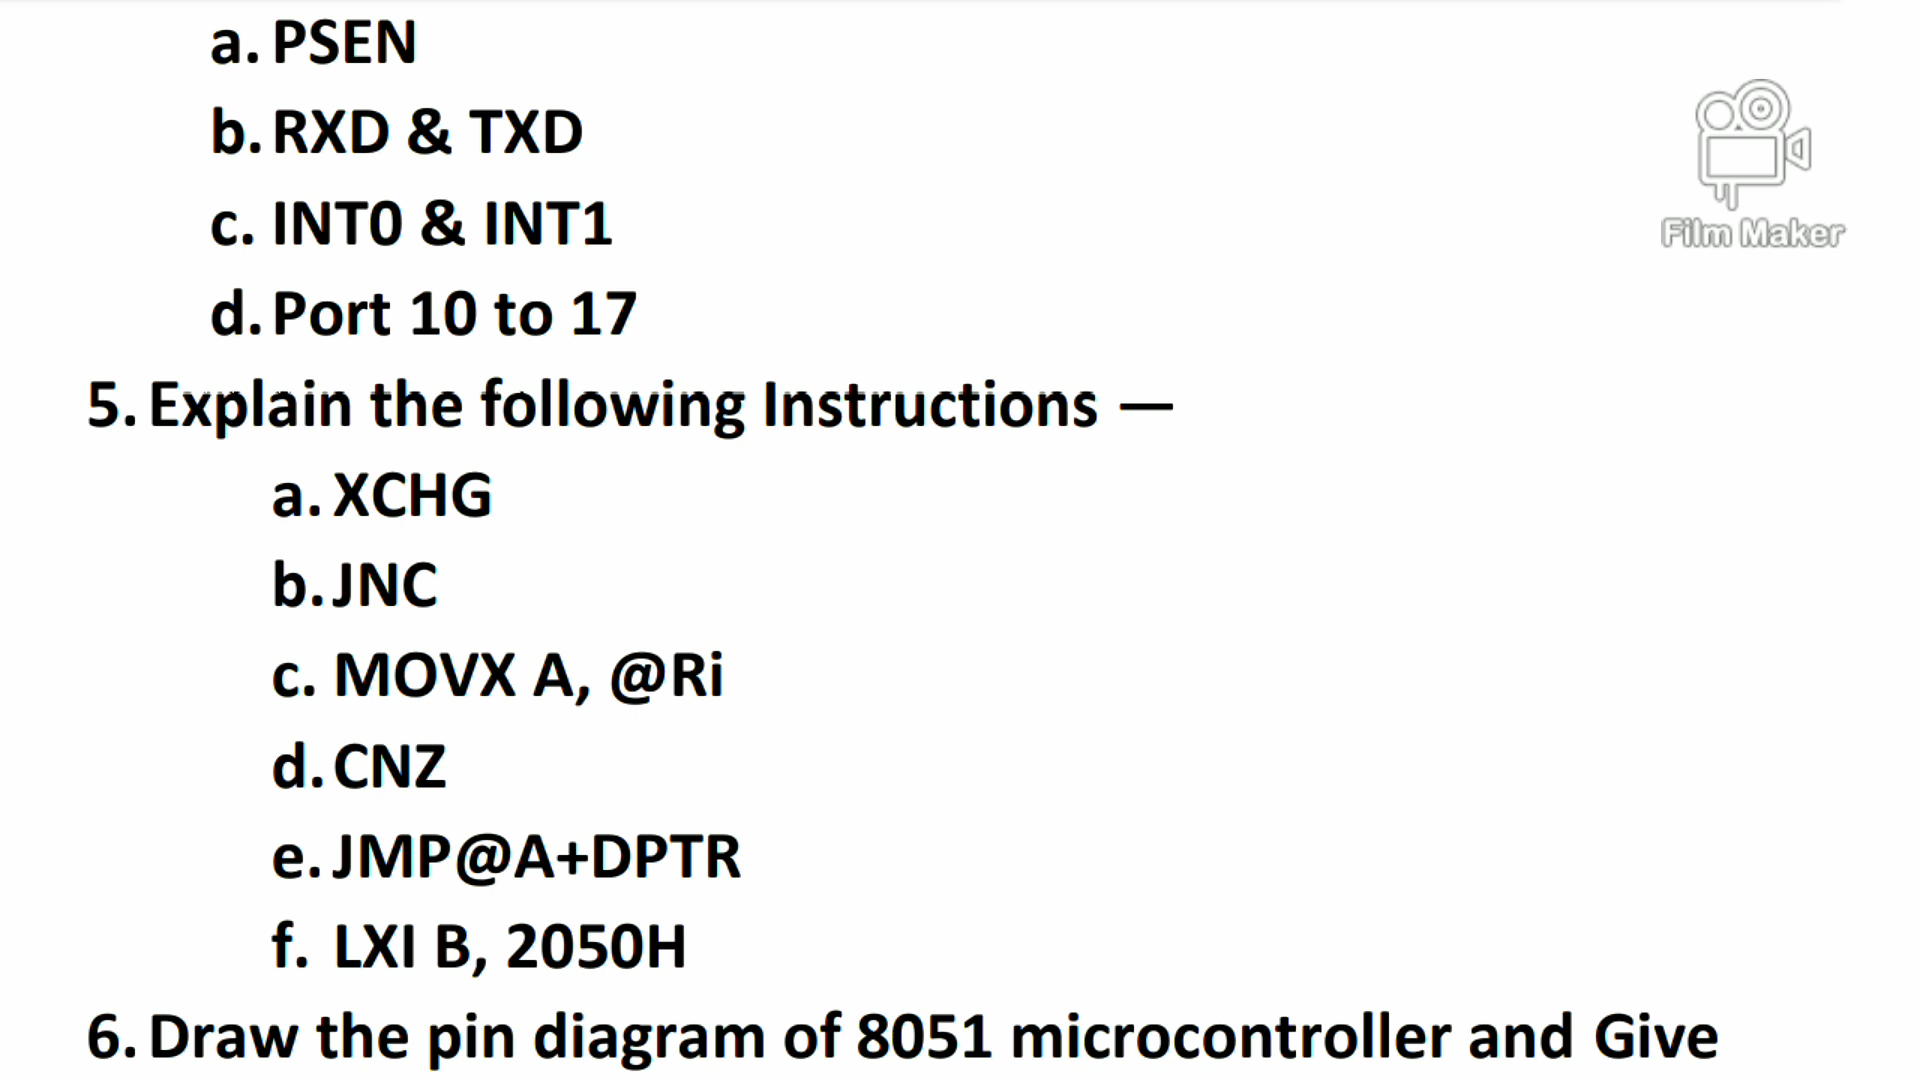 a. PSEN
b. RXD & TXD
c. INT0 & INT1
d. Port 10 to 17
Film Maker
5. Explain the following Instructions —
a. XCHG
b. JNC
c. MOVX A, @Ri
d. CNZ
e. JMP@A+DPTR
f. LXI B, 2050H
6. Draw the pin diagram of 8051 microcontroller and Give